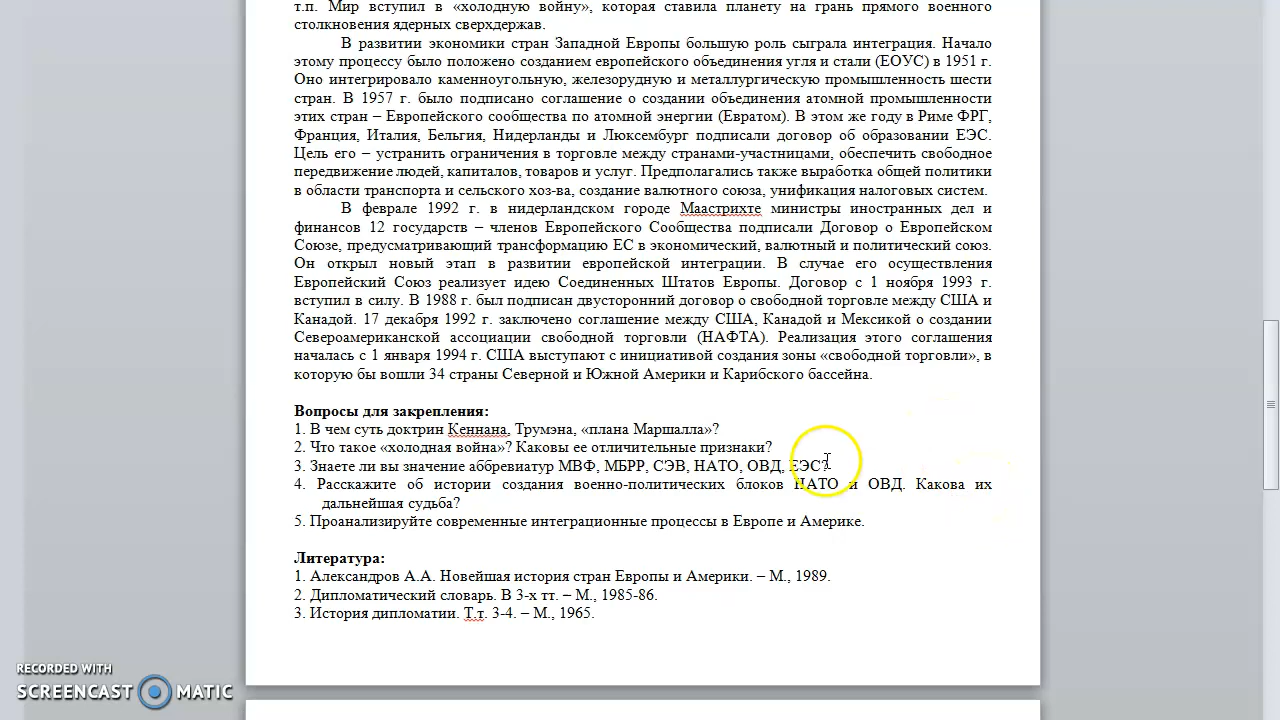 т.п. Мир вступил в «холодную войну», которая ставила планету на грань прямого военного
столкновения ядерных сверхдержав.
В развитии экономики стран Западной Европы большую роль сыграла интеграция. Начало
этому процессу было положено созданием европейского объединения угля и стали (ЕОУС) в 1951 г.
Оно интегрировало каменноугольную, железорудную и металлургическую промышленность шести
стран. В 1957 г. было подписано соглашение о создании объединения атомной промышленности
этих стран – Европейского сообщества по атомной энергии (Евратом). В этом же году в Риме ФРГ,
Франция, Италия, Бельгия, Нидерланды и Люксембург подписали договор об образовании ЕЭС.
Цель его – устранить ограничения в торговле между странами-участницами, обеспечить свободное
передвижение людей, капиталов, товаров и услуг. Предполагались также выработка общей политики
в области транспорта и сельского хоз-ва, создание валютного союза, унификация налоговых систем.
В феврале 1992 г. в нидерландском городе Маастрихте министры иностранных дел и
финансов 12 государств – членов Европейского Сообщества подписали Договор о Европейском
Союзе, предусматривающий трансформацию ЕС в экономический, валютный и политический союз.
Он открыл новый этап в развитии европейской интеграции. В случае его осуществления
Европейский Союз реализует идею Соединенных Штатов Европы. Договор с 1 ноября 1993 г.
вступил в силу. В 1988 г. был подписан двусторонний договор о свободной торговле между США и
Канадой. 17 декабря 1992 г. заключено соглашение между США, Канадой и Мексикой о создании
Североамериканской ассоциации свободной торговли (НАФТА). Реализация этого соглашения
началась с 1 января 1994 г. США выступают с инициативой создания зоны «свободной торговли», в
которую бы вошли 34 страны Северной и Южной Америки и Карибского бассейна.
Вопросы для закрепления:
1. В чем суть доктрин Кеннана, Трумэна, «плана Маршалла»?
2. Что такое «холодная война»? Каковы ее отличительные признаки?
3. Знаете ли вы значение аббревиатур МВФ, МБРР, СЭВ, НАТО, ОВД, ЕЭС?
4. Расскажите об истории создания военно-политических блоков НАТО и ОВД. Какова их
дальнейшая судьба?
5. Проанализируйте современные интеграционные процессы в Европе и Америке.
Литература:
1. Александров А.А. Новейшая история стран Европы и Америки. – М., 1989.
2. Дипломатический словарь. В 3-х тт. – М., 1985-86.
3. История дипломатии. Т.т. 3-4. – М., 1965.
RECORDED WITH
SCREENCAST MATIC